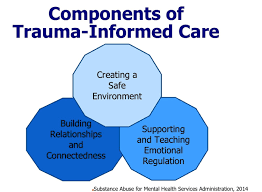 Components of
Trauma-Informed Care
Creating a
Safe
Environment
Building
Relationships
and
Connectedness
Supporting
and Teaching
Emotional
Regulation
Substance Abuse for Mental Health Services Administration, 2014